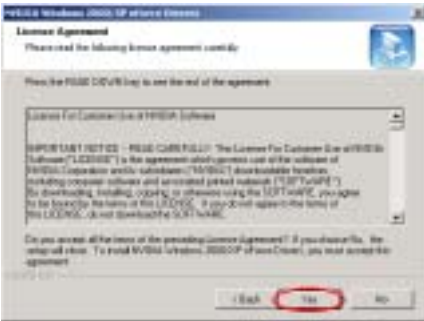 NVIDIA Windows 2000/XP nForce Drivers
License Agreement
Please read the following license agreement carefully.
Press the PAGE DOWN key to see the rest of the agreement.
License For Customer Use of NVIDIA Software
IMPORTANT NOTICE -- READ CAREFULLY: This License For Customer Use of NVIDIA
Software ("LICENSE") is the agreement which governs use of the software of
NVIDIA Corporation and its subsidiaries ("NVIDIA") downloadable herefrom,
including computer software and associated printed materials ("SOFTWARE").
By downloading, installing, copying, or otherwise using the SOFTWARE, you agree
to be bound by the terms of this LICENSE. If you do not agree to the terms of
this LICENSE, do not download the SOFTWARE.
Do you accept all the terms of the preceding License Agreement? If you choose No, the
setup will close. To install NVIDIA Windows 2000/XP nForce Drivers, you must accept this
agreement.
< Back
Yes
No